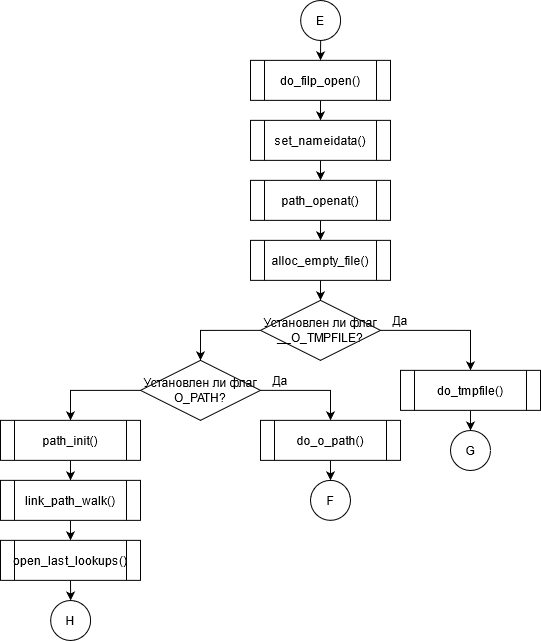 E
do_filp_open()
set_nameidata()
path_openat()
alloc_empty_file()
Установлен ли флаг
__O_TMPFILE?
Да
Установлен ли флаг
O_PATH?
Да
do_tmpfile()
path_init()
do_o_path()
G
link_path_walk()
F
open_last_lookups()
H